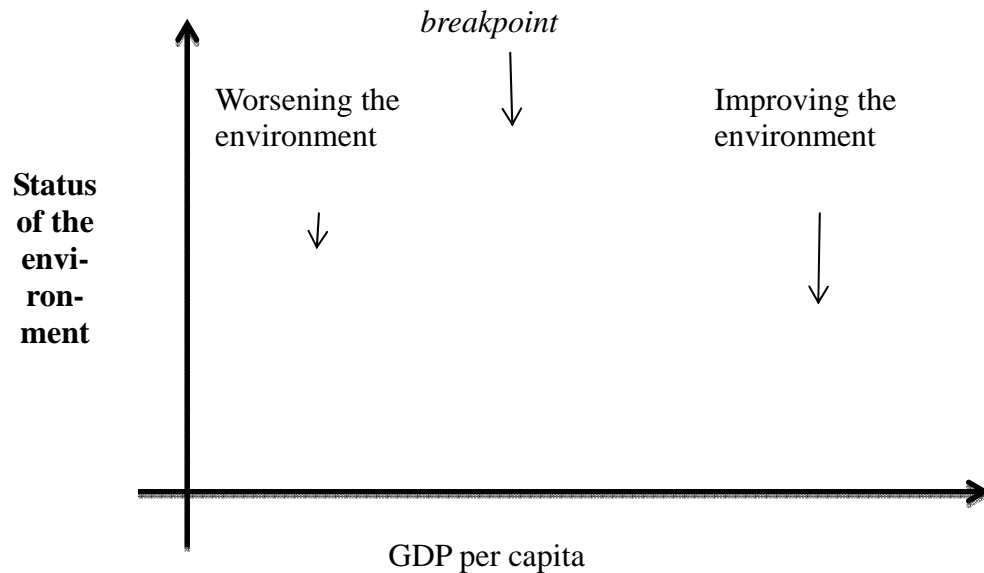 breakpoint
Worsening the
environment
Improving the
environment
Status
of the
envi-
ron-
ment
GDP per capita